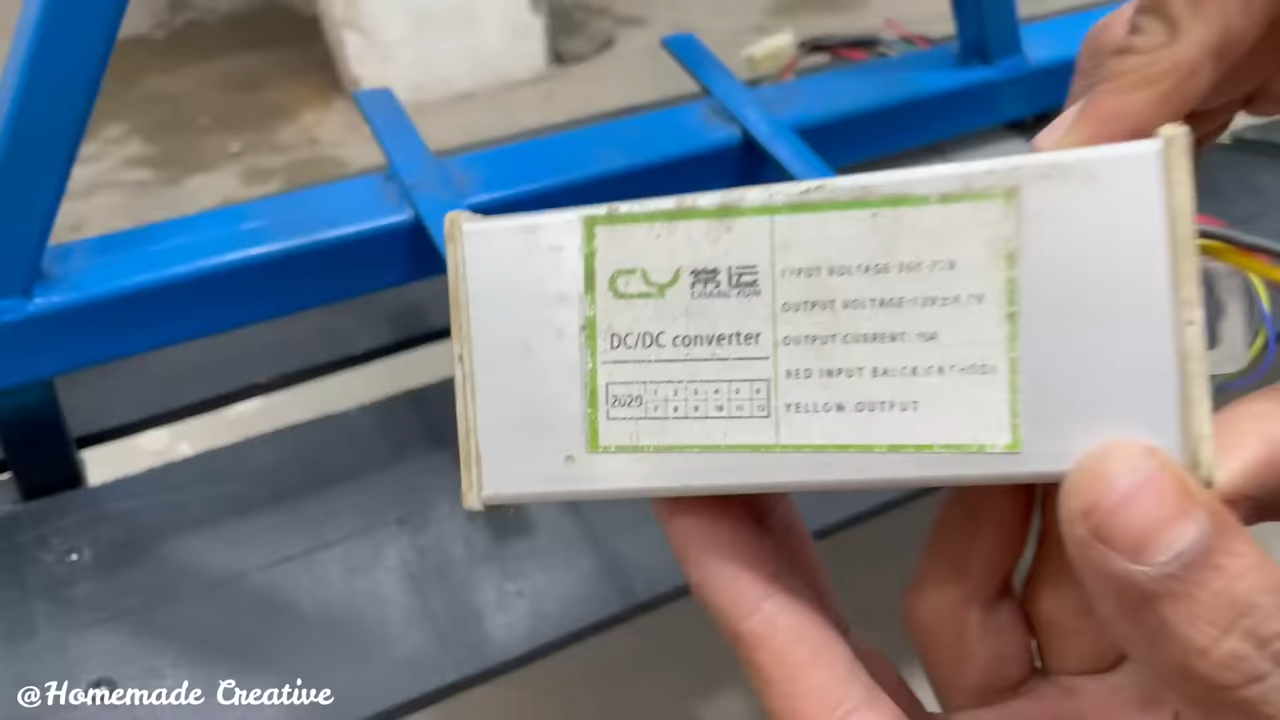 CY 常运
CHANG YUN
DC/DC converter
2020 1 2 3 4 5 6
7 8 9 10 11 12
INPUT VOLTAGE
OUTPUT VOLTAGE
OUTPUT CURRENT:
RED INPUT
YELLOW OUTPUT
@Homemade Creative